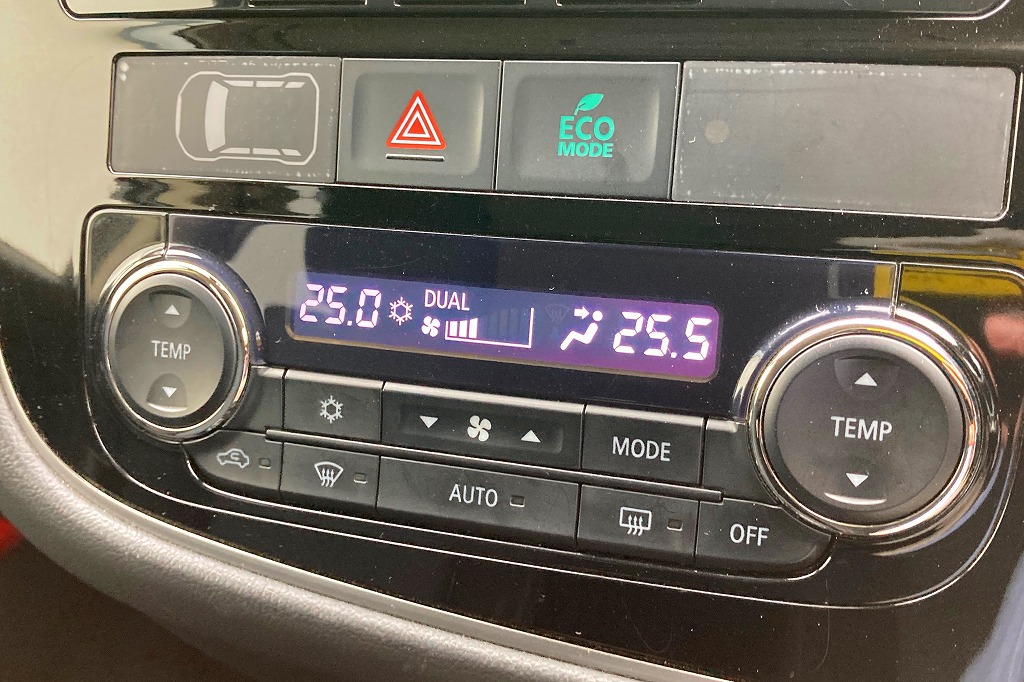 ECO
MODE
25.0 DUAL 25.5
TEMP
TEMP
MODE
AUTO
OFF